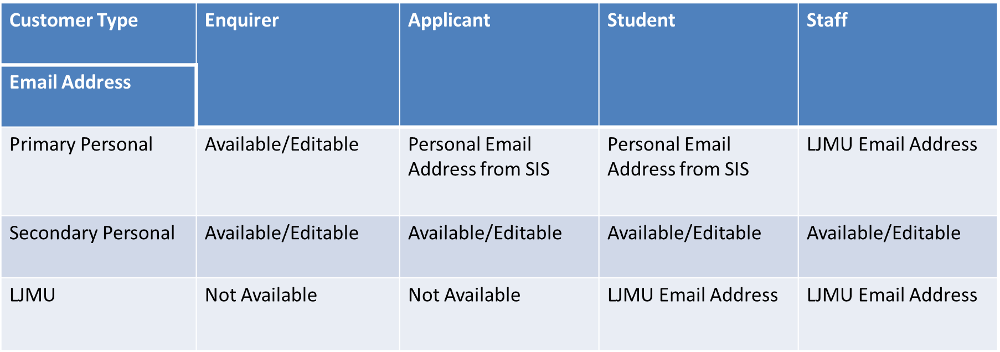 Customer Type Enquirer Applicant Student Staff
Email Address
Primary Personal Available/Editable Personal Email Personal Email LJMU Email Address
Address from SIS Address from SIS
Secondary Personal Available/Editable Available/Editable Available/Editable Available/Editable
LJMU Not Available Not Available LJMU Email Address LJMU Email Address